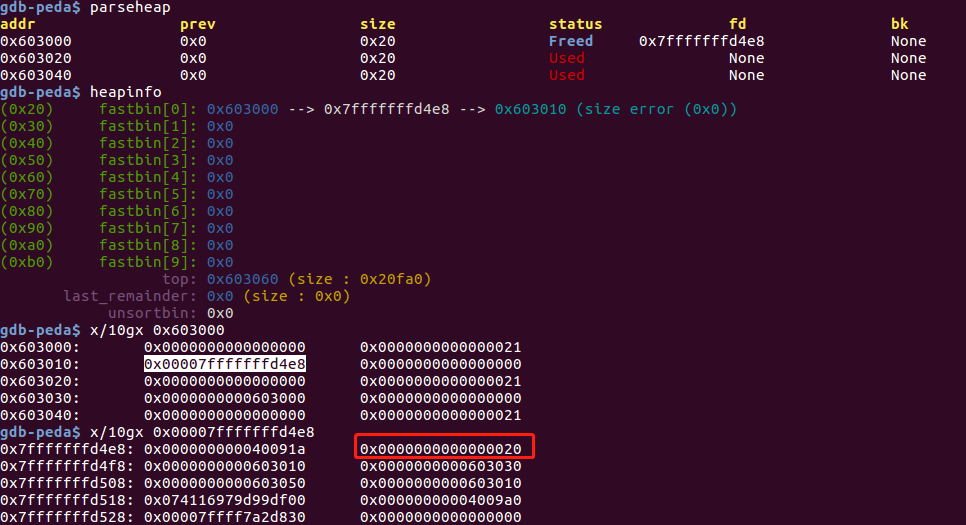 gdb-peda$ parseheap
addr prev size status fd bk
0x603000 0x0 0x20 Freed 0x7fffffffd4e8 None
0x603020 0x0 0x20 Used None None
0x603040 0x0 0x20 Used None None
gdb-peda$ heapinfo
(0x20) fastbin[0]: 0x603000 --> 0x7fffffffd4e8 --> 0x603010 (size error (0x0))
(0x30) fastbin[1]: 0x0
(0x40) fastbin[2]: 0x0
(0x50) fastbin[3]: 0x0
(0x60) fastbin[4]: 0x0
(0x70) fastbin[5]: 0x0
(0x80) fastbin[6]: 0x0
(0x90) fastbin[7]: 0x0
(0xa0) fastbin[8]: 0x0
(0xb0) fastbin[9]: 0x0
top: 0x603060 (size : 0x20fa0)
last_remainder: 0x0 (size : 0x0)
unsortbin: 0x0
gdb-peda$ x/10gx 0x603000
0x603000: 0x0000000000000000 0x0000000000000021
0x603010: 0x00007fffffffd4e8 0x0000000000000000
0x603020: 0x0000000000000000 0x0000000000000021
0x603030: 0x0000000000603000 0x0000000000000000
0x603040: 0x0000000000000000 0x0000000000000021
gdb-peda$ x/10gx 0x00007fffffffd4e8
0x7fffffffd4e8: 0x000000000040091a 0x0000000000000020
0x7fffffffd4f8: 0x0000000000603010 0x0000000000603030
0x7fffffffd508: 0x0000000000603050 0x0000000000603010
0x7fffffffd518: 0x074116979d99df00 0x00000000004009a0
0x7fffffffd528: 0x00007ffff7a2d830 0x0000000000000000